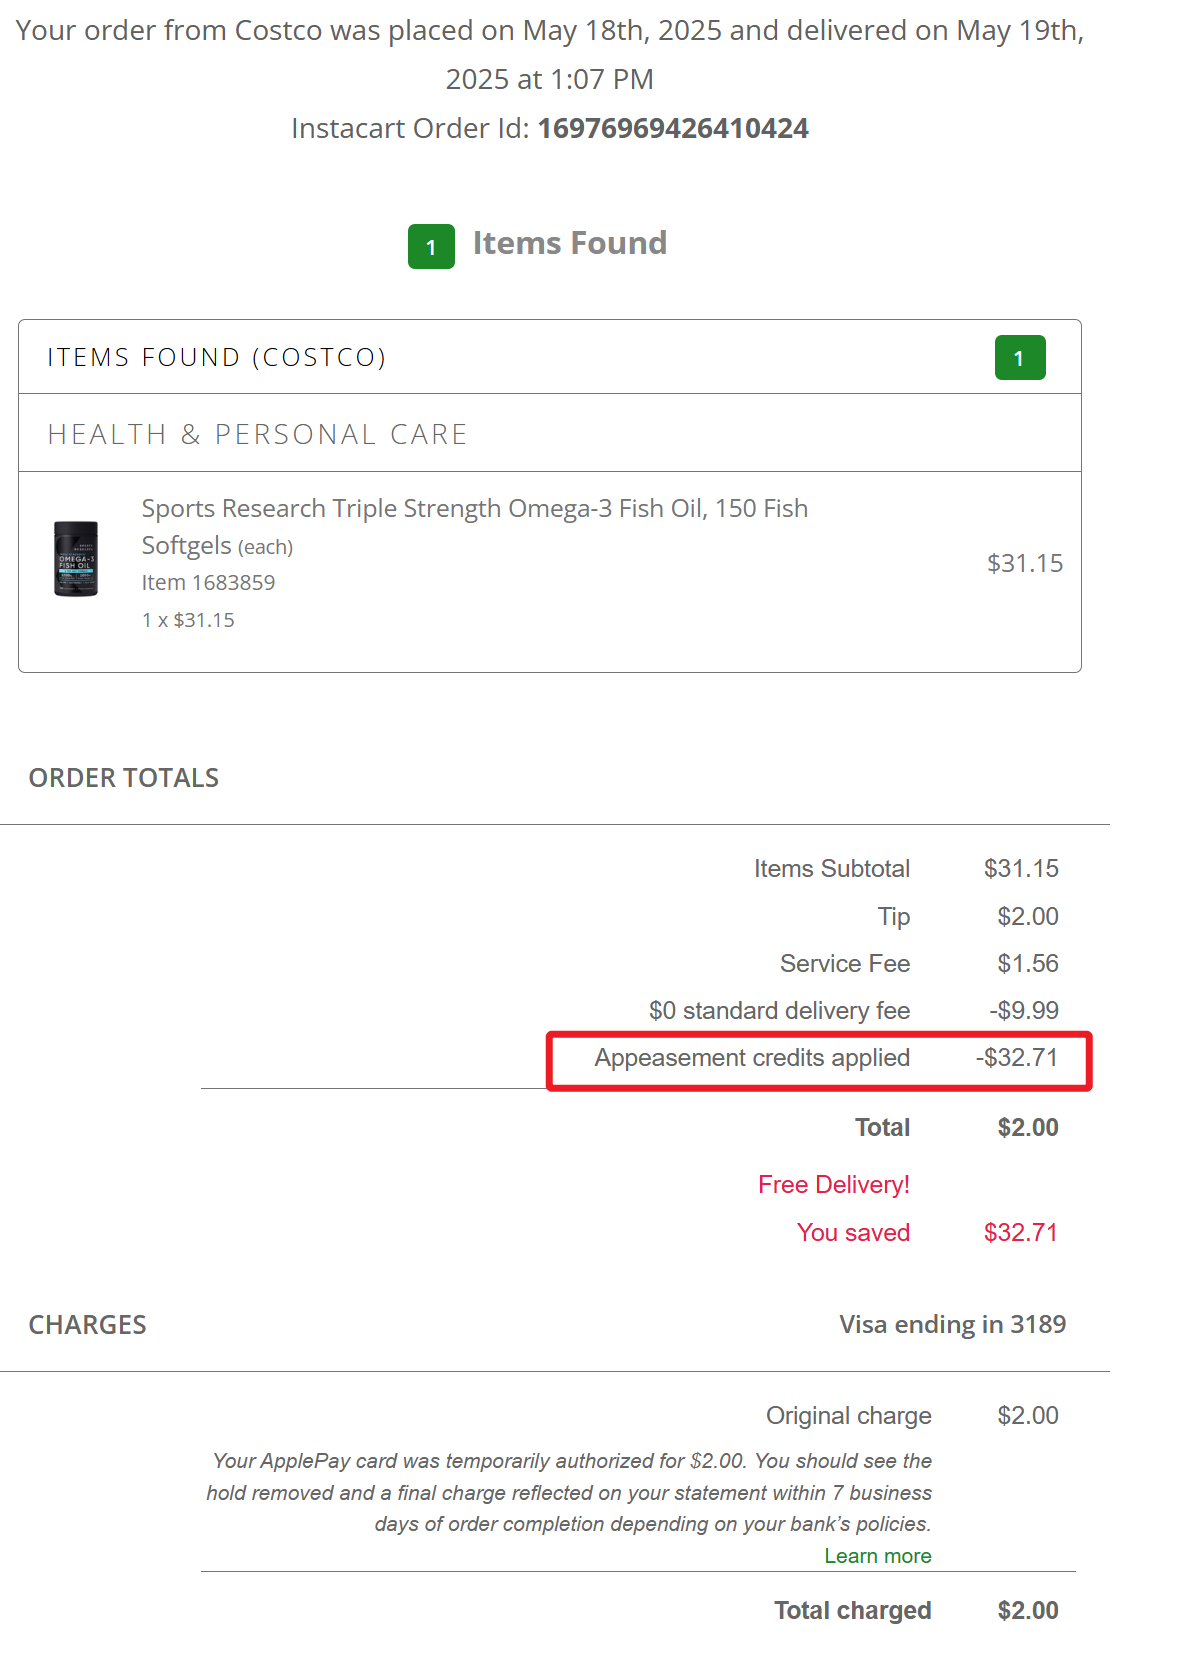 Your order from Costco was placed on May 18th, 2025 and delivered on May 19th,
2025 at 1:07 PM
Instacart Order Id: 16976969426410424
1 Items Found
ITEMS FOUND (COSTCO) 1
HEALTH & PERSONAL CARE
Sports Research Triple Strength Omega-3 Fish Oil, 150 Fish
Softgels (each)
Item 1683859
1 x $31.15
$31.15
OMEGA-3
FISH OIL
ORDER TOTALS
Items Subtotal $31.15
Tip $2.00
Service Fee $1.56
$0 standard delivery fee -$9.99
Appeasement credits applied -$32.71
Total $2.00
Free Delivery!
You saved $32.71
CHARGES Visa ending in 3189
Original charge $2.00
Your ApplePay card was temporarily authorized for $2.00. You should see the
hold removed and a final charge reflected on your statement within 7 business
days of order completion depending on your bank’s policies.
Learn more
Total charged $2.00